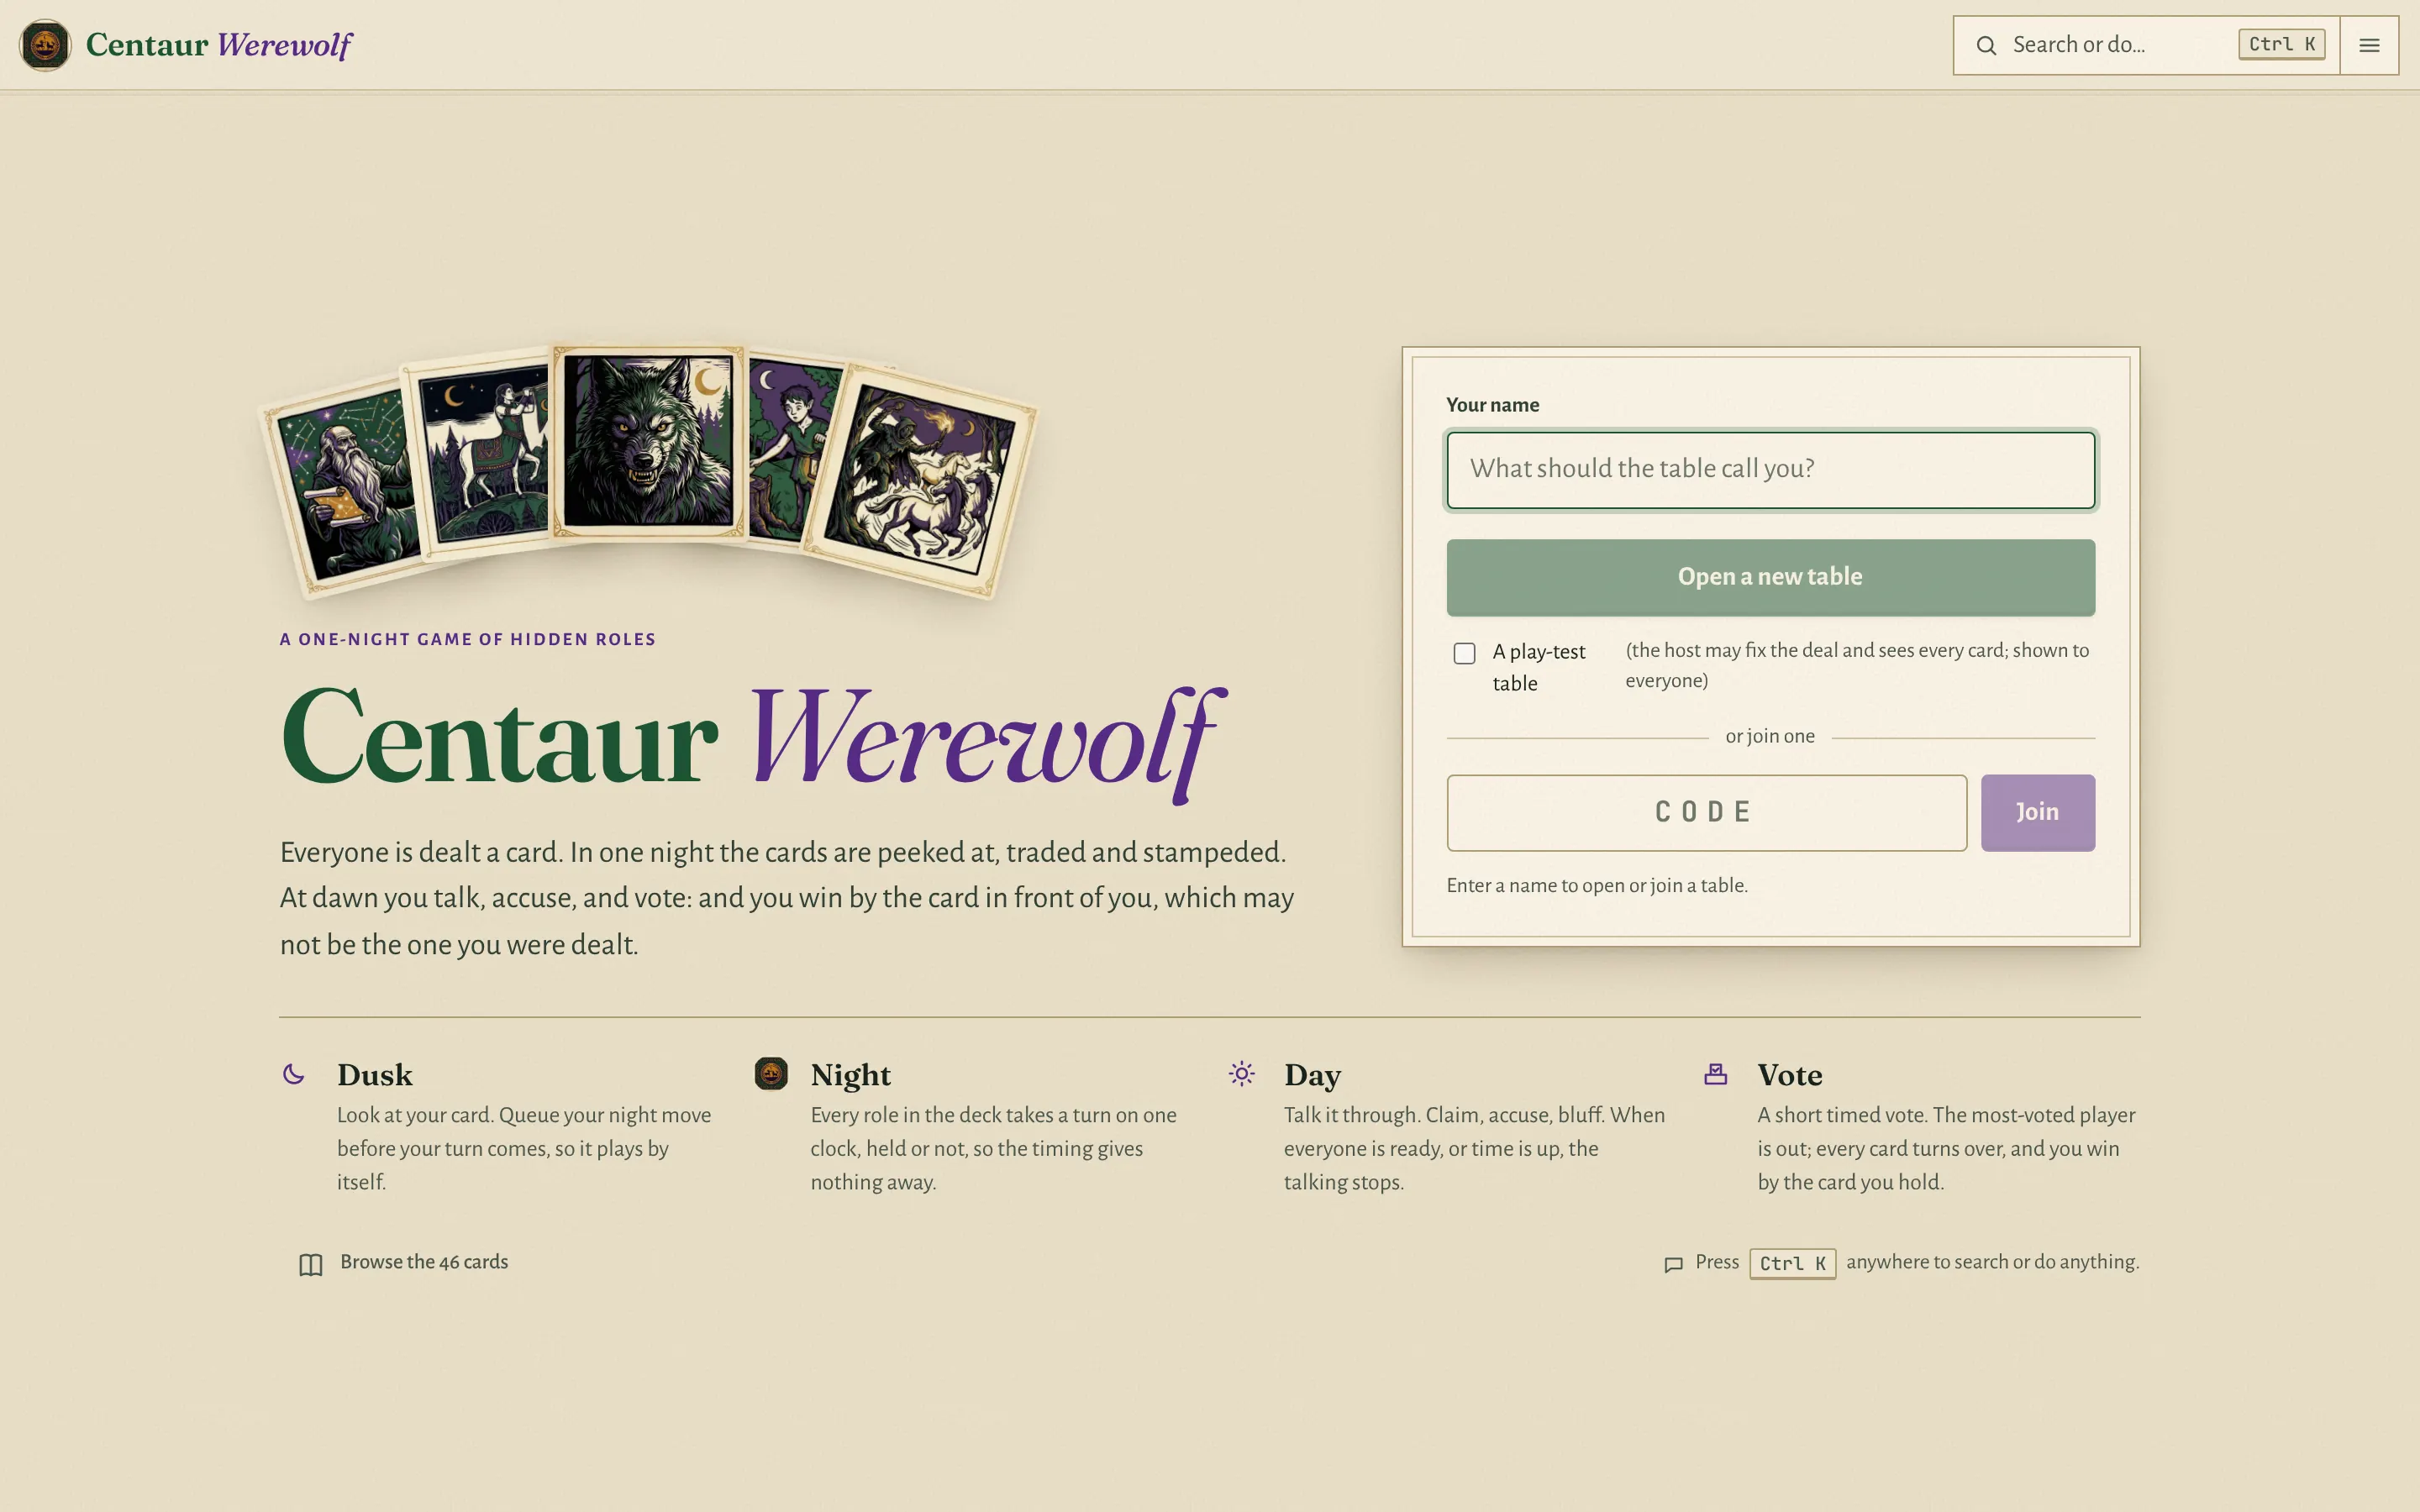 Centaur Werewolf
Search or do...
Ctrl K
A ONE-NIGHT GAME OF HIDDEN ROLES
Centaur Werewolf
Everyone is dealt a card. In one night the cards are peeked at, traded and stampeded.
At dawn you talk, accuse, and vote: and you win by the card in front of you, which may
not be the one you were dealt.
Your name
What should the table call you?
Open a new table
A play-test
table
(the host may fix the deal and sees every card; shown to
everyone)
or join one
CODE
Join
Enter a name to open or join a table.
Dusk
Look at your card. Queue your night move
before your turn comes, so it plays by
itself.
Night
Every role in the deck takes a turn on one
clock, held or not, so the timing gives
nothing away.
Day
Talk it through. Claim, accuse, bluff. When
everyone is ready, or time is up, the
talking stops.
Vote
A short timed vote. The most-voted player
is out; every card turns over, and you win
by the card you hold.
Browse the 46 cards
Press Ctrl K anywhere to search or do anything.